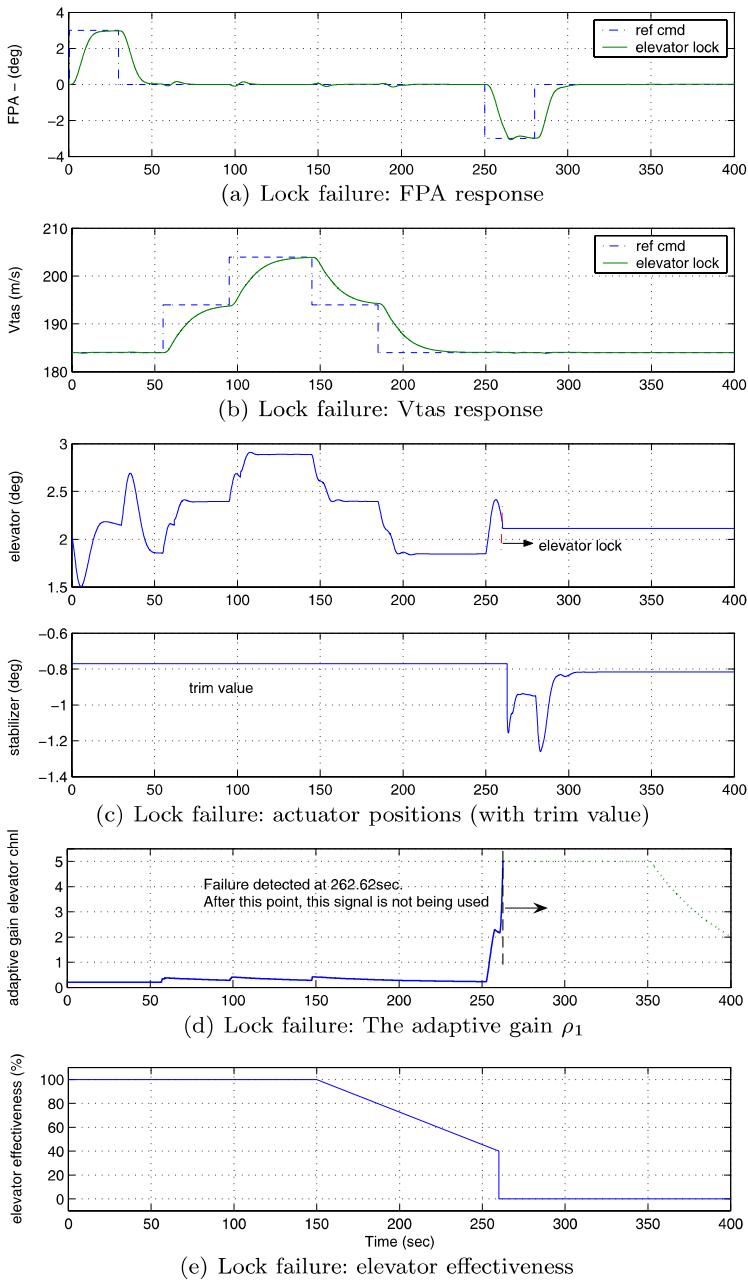 4
2
0
−2
−4
FPA − (deg)
ref cmd
elevator lock
0 50 100 150 200 250 300 350 400
(a) Lock failure: FPA response
210
200
190
180
Vtas (m/s)
ref cmd
elevator lock
0 50 100 150 200 250 300 350 400
(b) Lock failure: Vtas response
3
2.5
2
1.5
elevator (deg)
elevator lock
0 50 100 150 200 250 300 350 400
−0.6
−0.8
−1
−1.2
−1.4
stabilizer (deg)
trim value
0 50 100 150 200 250 300 350 400
(c) Lock failure: actuator positions (with trim value)
5
4
3
2
1
0
adaptive gain elevator chnl
Failure detected at 262.62sec.
After this point, this signal is not being used
0 50 100 150 200 250 300 350 400
(d) Lock failure: The adaptive gain ρ₁
100
80
60
40
20
0
elevator effectiveness (%)
0 50 100 150 200 250 300 350 400
Time (sec)
(e) Lock failure: elevator effectiveness